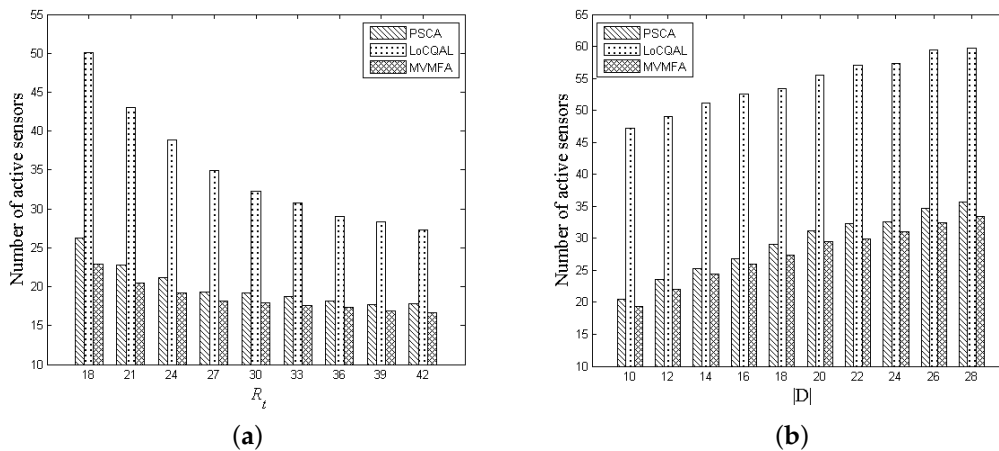 Number of active sensors
55
50
45
40
35
30
25
20
15
10
PSCA
LoCQAL
MVMFA
18 21 24 27 30 33 36 39 42
R_t
(a)
Number of active sensors
65
60
55
50
45
40
35
30
25
20
15
10
PSCA
LoCQAL
MVMFA
10 12 14 16 18 20 22 24 26 28
|D|
(b)